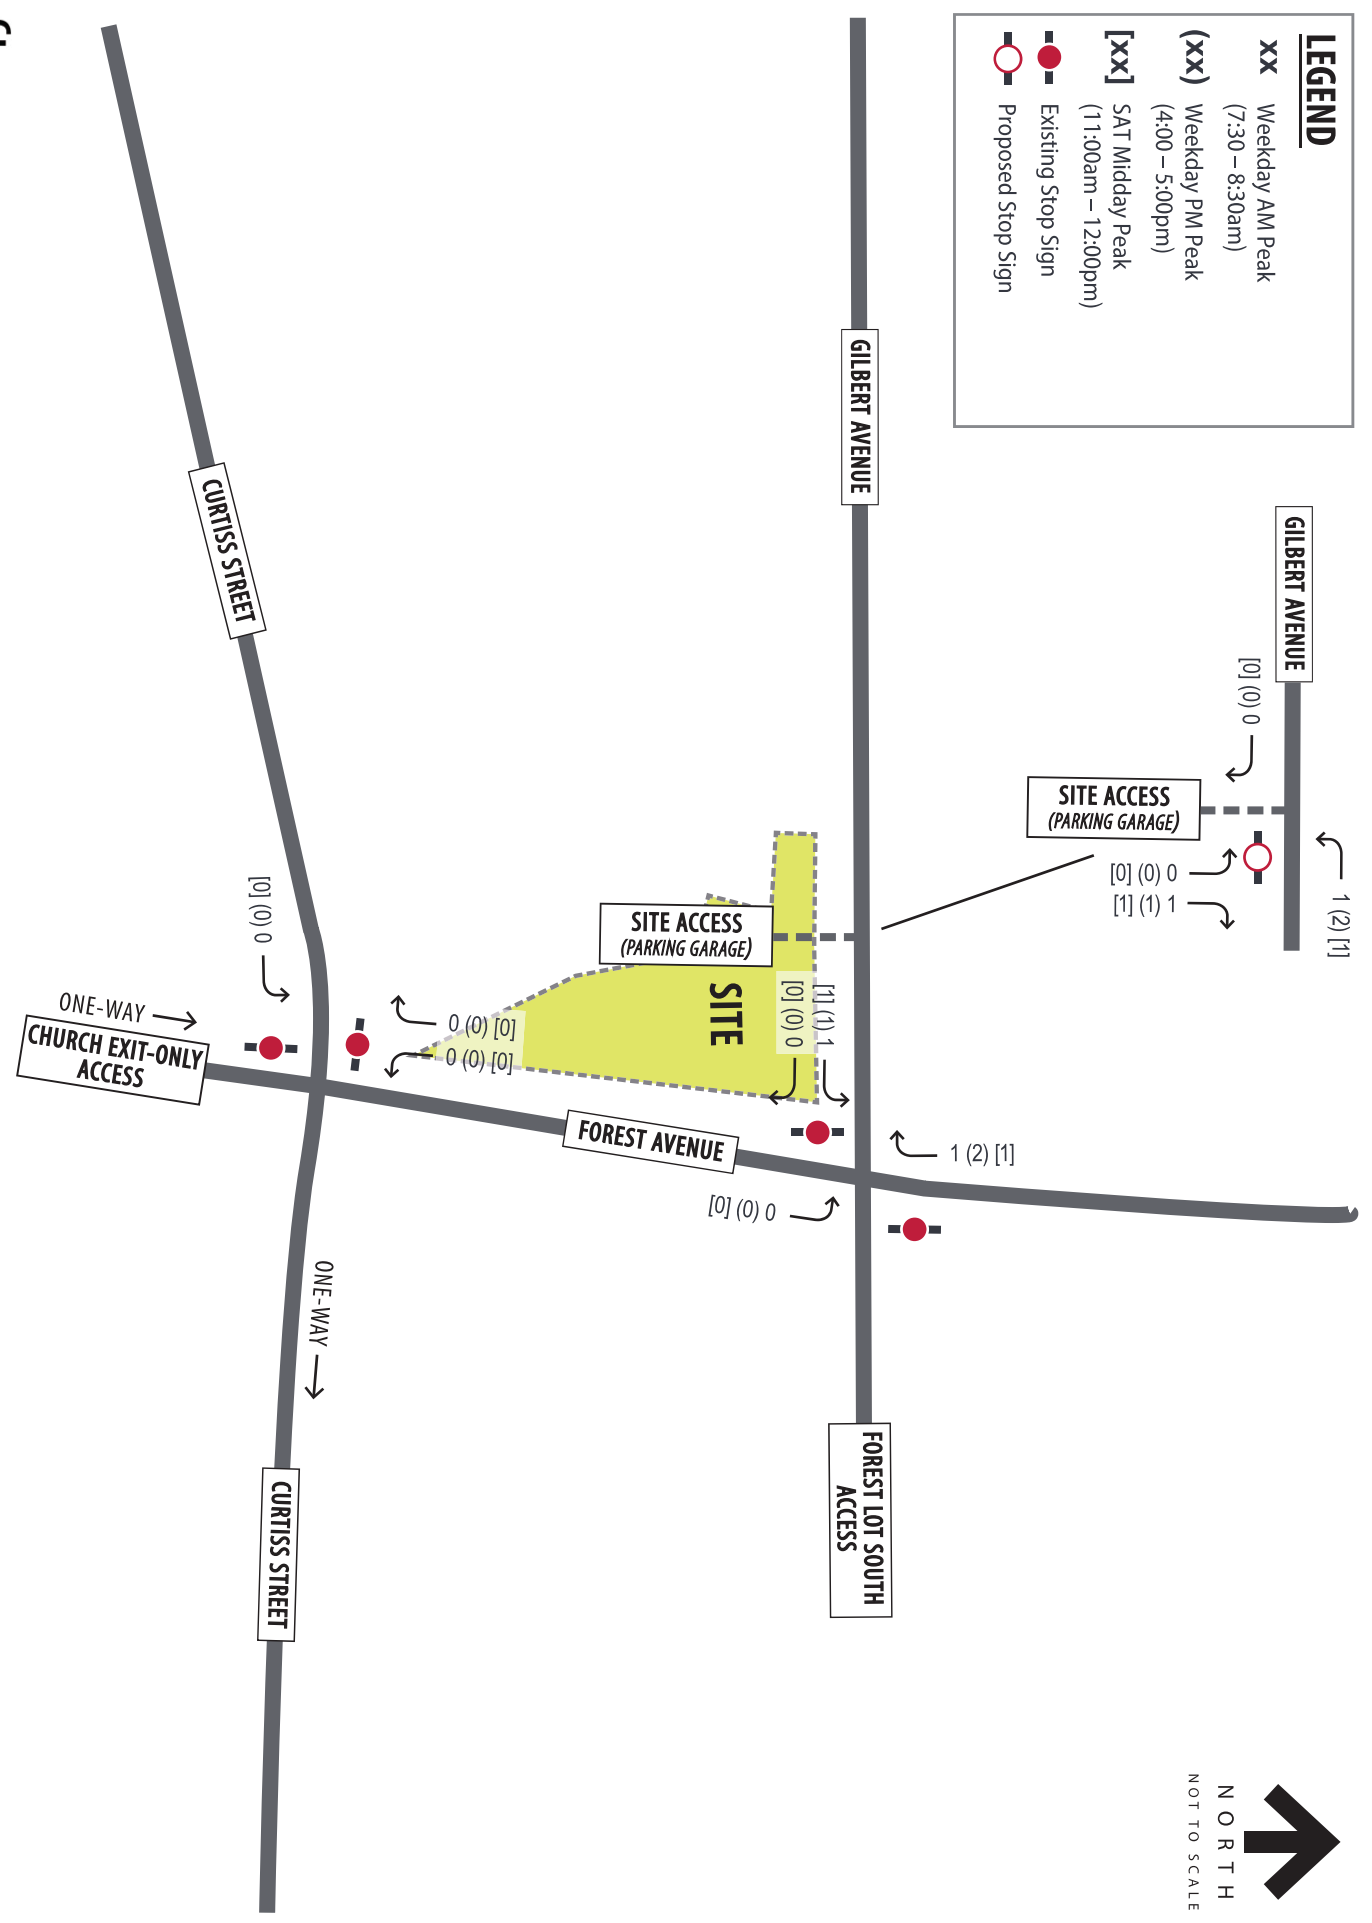 LEGEND
xx Weekday AM Peak
(7:30 – 8:30am)
(xx) Weekday PM Peak
(4:00 – 5:00pm)
[xx] SAT Midday Peak
(11:00am – 12:00pm)
Existing Stop Sign
Proposed Stop Sign
GILBERT AVENUE
[0] (0) 0
SITE ACCESS
(PARKING GARAGE)
[0] (0) 0
[1] (1) 1
1 (2) [1]
GILBERT AVENUE
SITE ACCESS
(PARKING GARAGE)
SITE
[1] (1) 1
[0] (0) 0
1 (2) [1]
[0] (0) 0
FOREST LOT SOUTH
ACCESS
FOREST AVENUE
CURTISS STREET
[0] (0) 0
0 (0) [0]
0 (0) [0]
ONE-WAY
CHURCH EXIT-ONLY
ACCESS
ONE-WAY
CURTISS STREET
NORTH
NOT TO SCALE